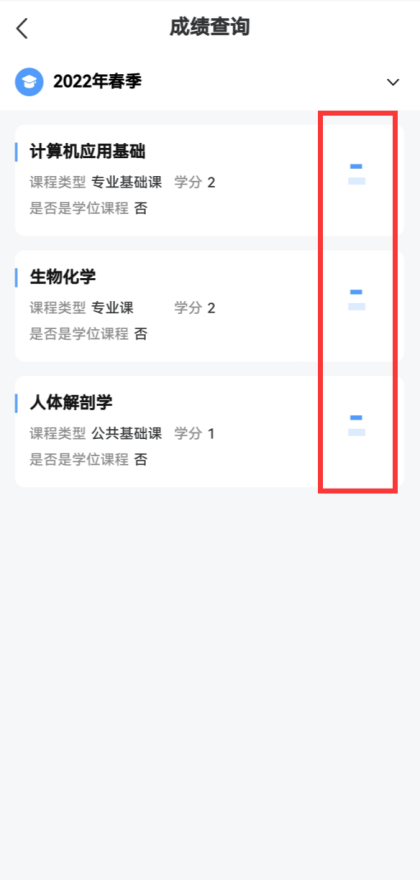 成绩查询
2022年春季
计算机应用基础
课程类型 专业基础课 学分 2
是否是学位课程 否
生物化学
课程类型 专业课 学分 2
是否是学位课程 否
人体解剖学
课程类型 公共基础课 学分 1
是否是学位课程 否